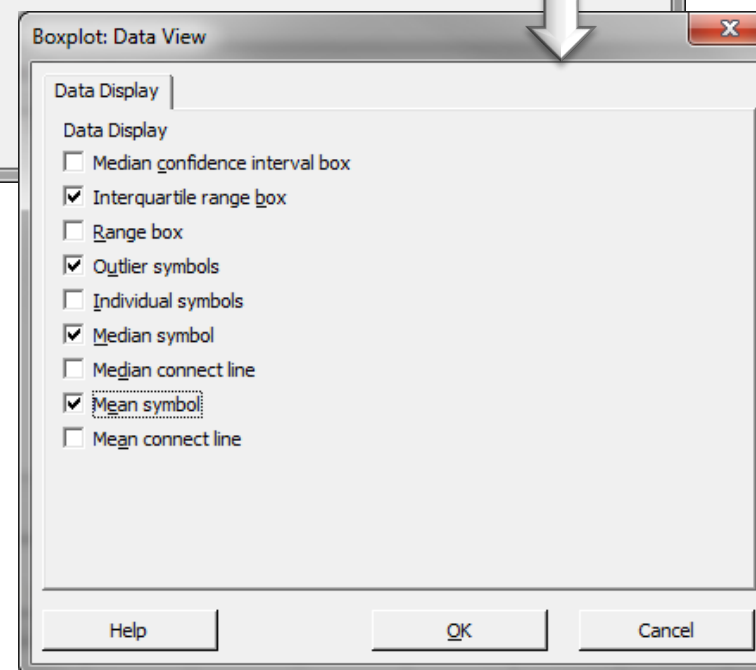 Boxplot: Data View
X
Data Display
Data Display
Median confidence interval box
Interquartile range box
Range box
Outlier symbols
Individual symbols
Median symbol
Median connect line
Mean symbol
Mean connect line
Help OK Cancel